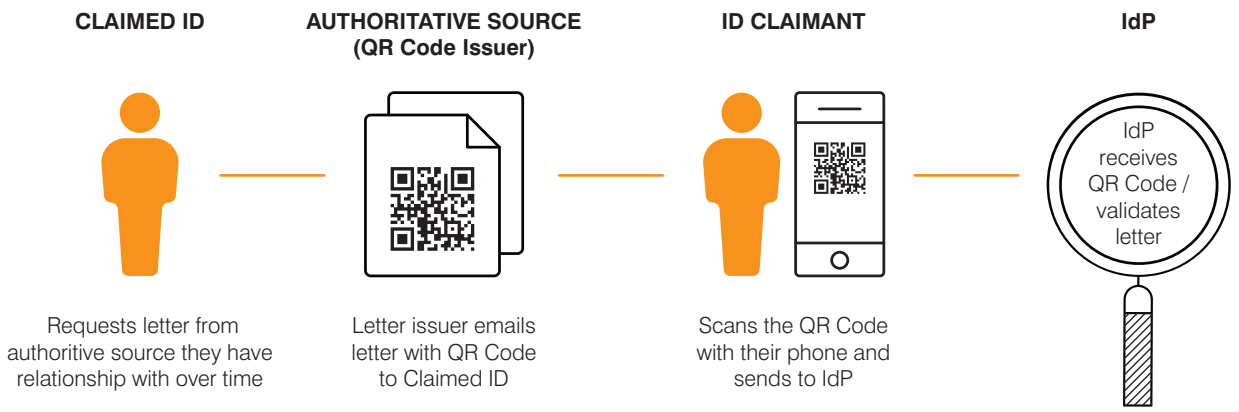 CLAIMED ID
AUTHORITATIVE SOURCE
(QR Code Issuer)
ID CLAIMANT
IdP
IdP
receives
QR Code /
validates
letter
Requests letter from
authoritive source they have
relationship with over time
Letter issuer emails
letter with QR Code
to Claimed ID
Scans the QR Code
with their phone and
sends to IdP